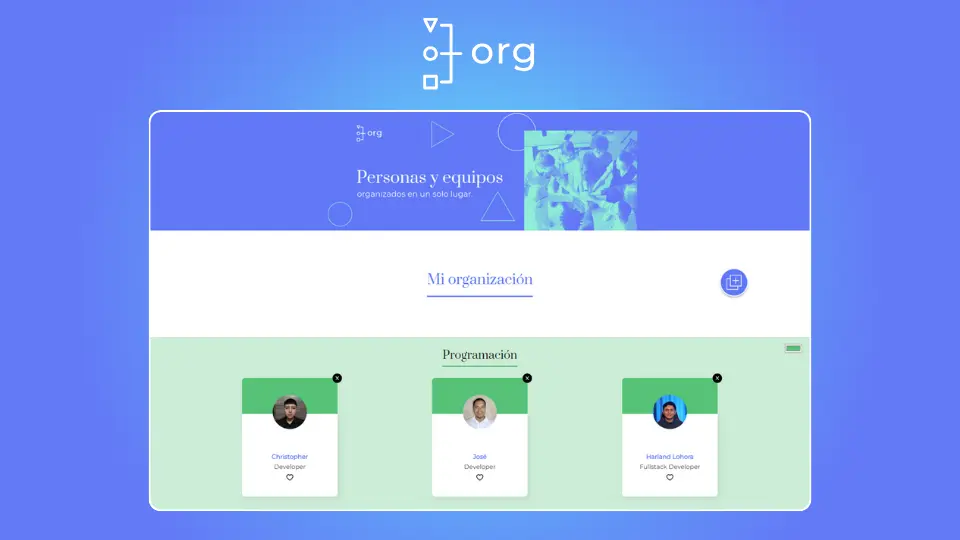 org
org
Personas y equipos
organizados en un solo lugar.
Mi organización
Programación
Christopher
Developer
José
Developer
Harland Lohora
Fullstack Developer